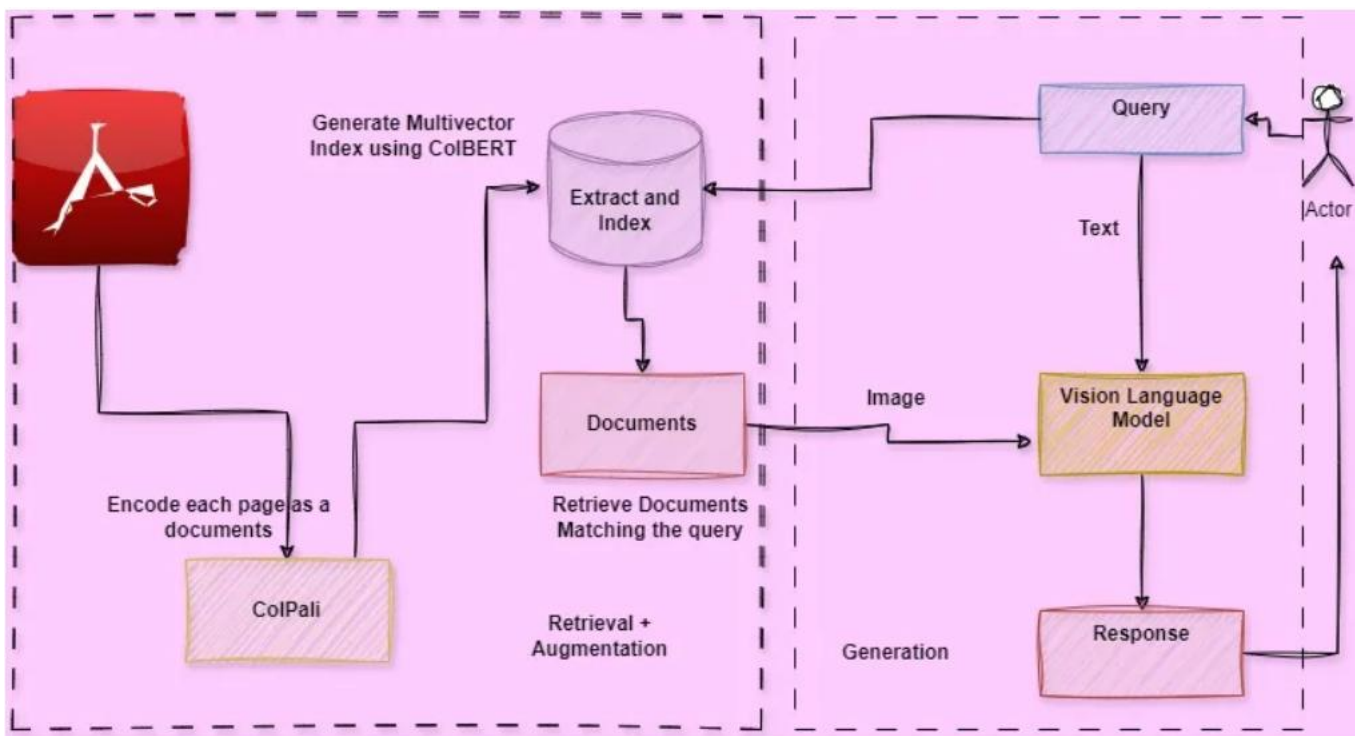 Generate Multivector
Index using ColBERT
Extract and
Index
Query
Actor
Text
Documents
Image
Vision Language
Model
Encode each page as a
documents
Retrieve Documents
Matching the query
ColPali
Retrieval +
Augmentation
Generation
Response